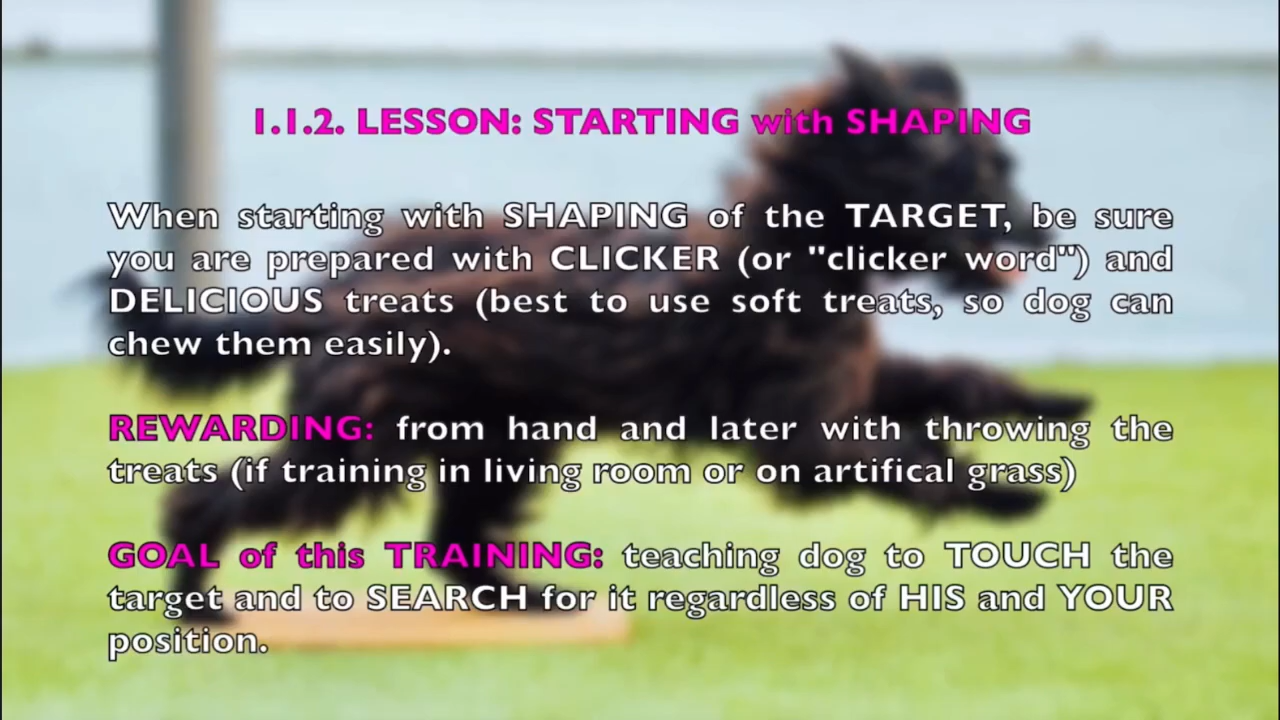 1.1.2. LESSON: STARTING with SHAPING
When starting with SHAPING of the TARGET, be sure
you are prepared with CLICKER (or "clicker word") and
DELICIOUS treats (best to use soft treats, so dog can
chew them easily).
REWARDING: from hand and later with throwing the
treats (if training in living room or on artifical grass)
GOAL of this TRAINING: teaching dog to TOUCH the
target and to SEARCH for it regardless of HIS and YOUR
position.